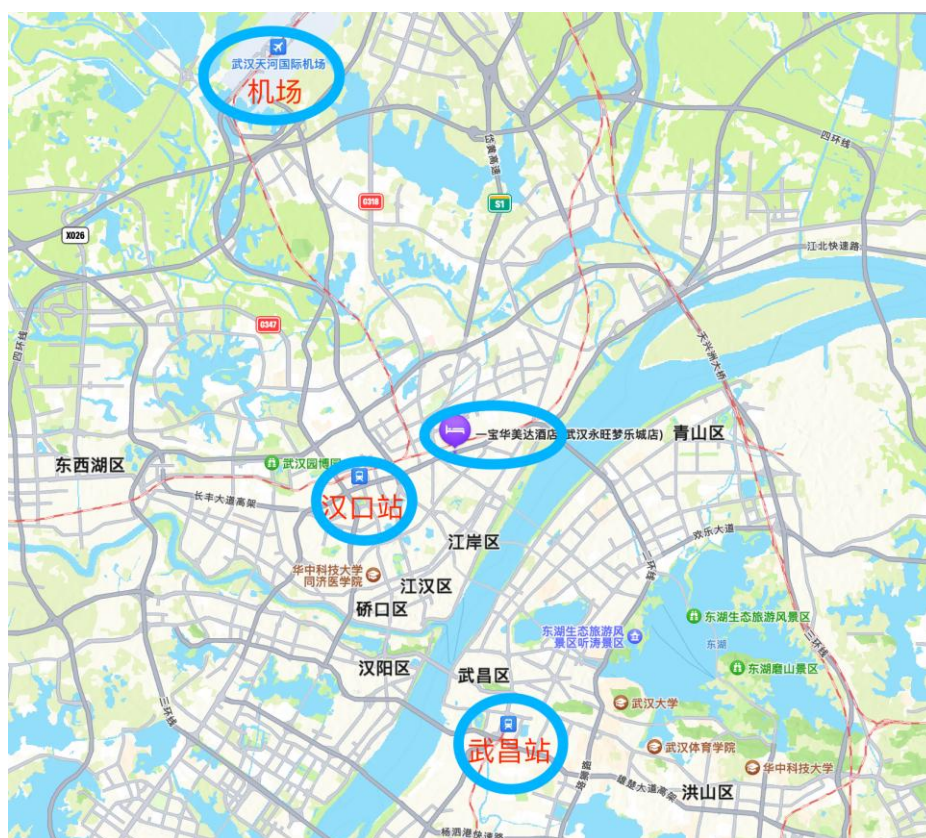 武汉天河国际机场
机场
岱黄高速
四环线
G318
S1
X026
江北快速路
G347
四环线
天兴洲大桥
一宝华美达酒店(武汉永旺梦乐城店)
青山区
东西湖区
武汉园博园
长丰大道高架
汉口站
欢乐大道
江岸区
二环线
华中科技大学
同济医学院
江汉区
硚口区
东湖生态旅游风景区
东湖生态旅游风
景区听涛景区
东湖
三环线
汉阳区
武昌区
东湖磨山景区
三环线
武汉大学
武昌站
武汉体育学院
华中科技大学
雄楚大道高架
洪山区
杨泗港快速路